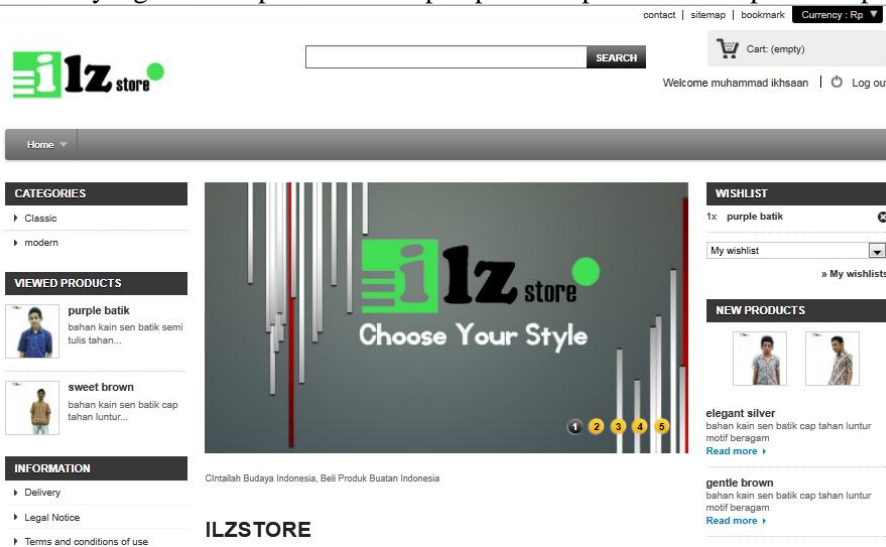 contact | sitemap | bookmark Currency : Rp ▼
ilz store
SEARCH
Cart: (empty)
Welcome muhammad ikhsaan | Log out
Home
CATEGORIES
Classic
modern
VIEWED PRODUCTS
purple batik
bahan kain sen batik semi
tulis tahan...
sweet brown
bahan kain sen batik cap
tahan luntur...
INFORMATION
Delivery
Legal Notice
Terms and conditions of use
ilz store
Choose Your Style
1 2 3 4 5
CIntailah Budaya Indonesia, Beli Produk Buatan Indonesia
ILZSTORE
WISHLIST
1x purple batik
My wishlist
» My wishlists
NEW PRODUCTS
elegant silver
bahan kain sen batik cap tahan luntur
motif beragam
Read more
gentle brown
bahan kain sen batik cap tahan luntur
motif beragam
Read more